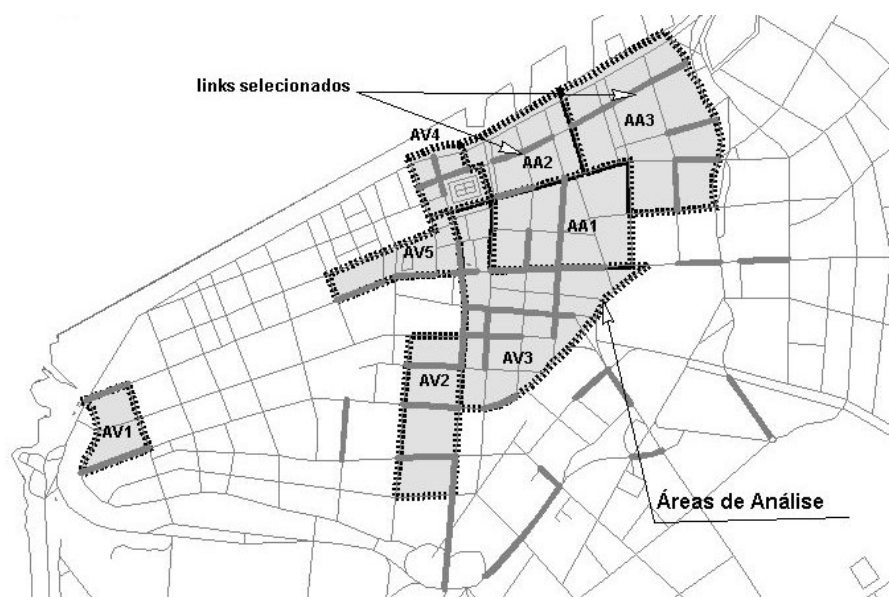 links selecionados
AV4
AA3
AA2
AA1
AV5
AV3
AV2
AV1
Áreas de Análise